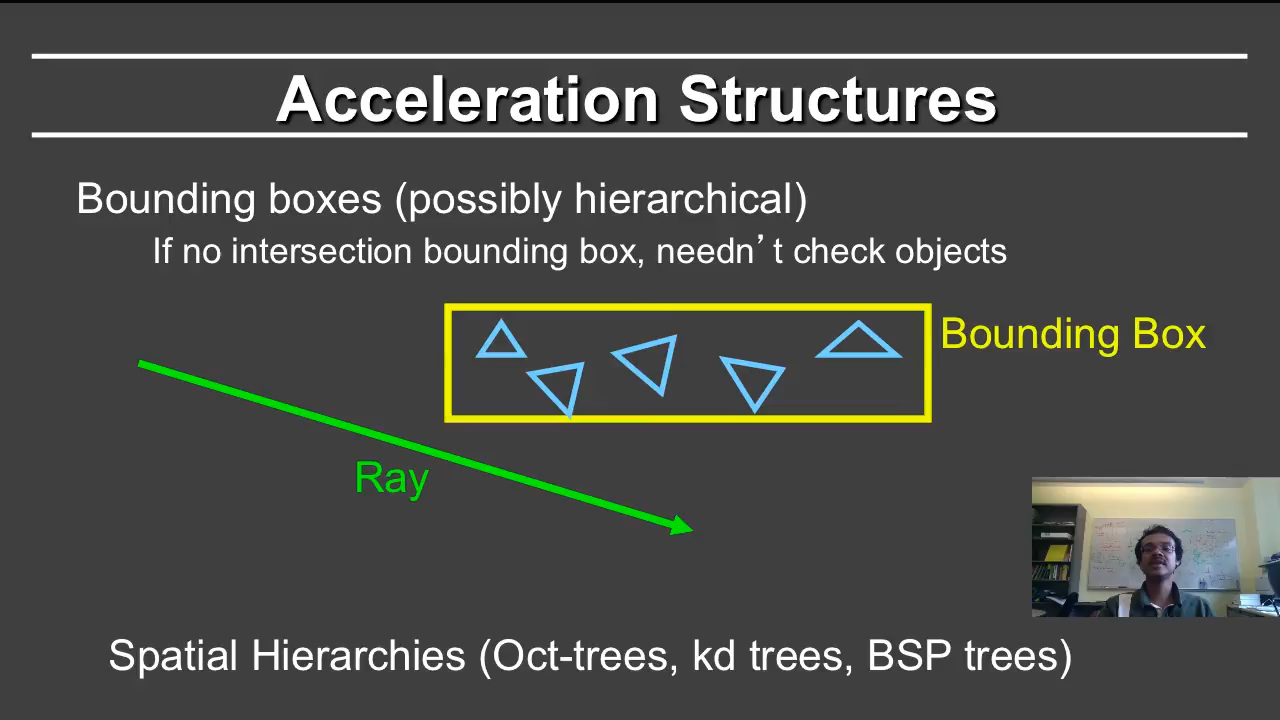 Acceleration Structures
Bounding boxes (possibly hierarchical)
If no intersection bounding box, needn’t check objects
Bounding Box
Ray
Spatial Hierarchies (Oct-trees, kd trees, BSP trees)